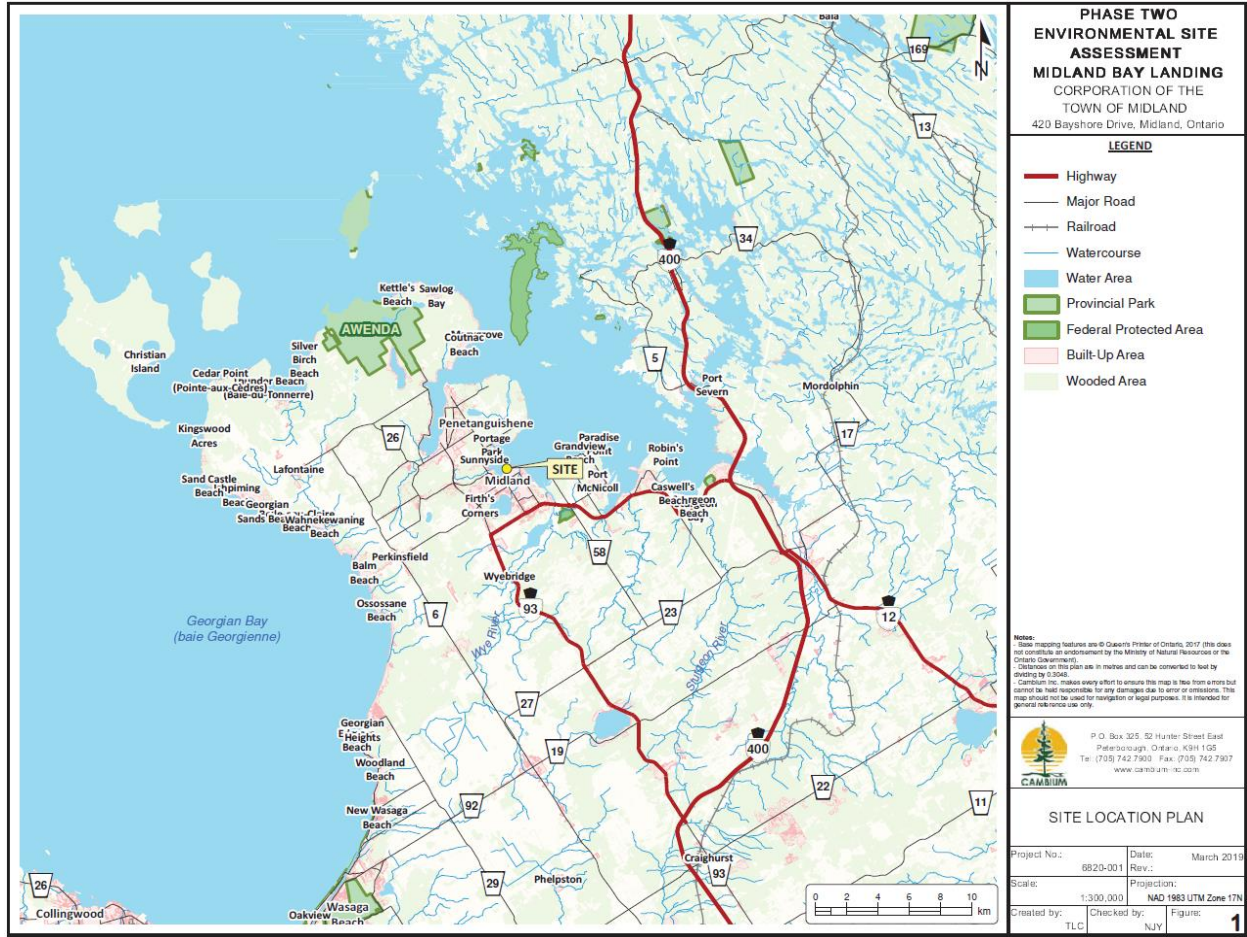 Bala
169
N
13
34
400
Kettle's
Beach
Sawlog
Bay
AWENDA
Coutnac
Beach
Christian
Island
Silver
Birch
Beach
5
Port
Severn
Mordolphin
Cedar Point
(Pointe-aux-Cèdres)
Beach
(Baie-du-Tonnerre)
Kingswood
Acres
26
Penetanguishene
Portage
Park
Sunnyside
Paradise
Grandview
SITE
Midland
Port
McNicoll
Robin's
Point
17
Lafontaine
Sand Castle
Beach
Firth's
Corners
Caswell's
Beach
Beach
Georgian
Sands
Wahnekewaning
Beach
Beach
Perkinsfield
58
Balm
Beach
Wyebridge
Ossossane
Beach
6
93
23
12
Georgian Bay
(baie Georgienne)
Wye River
Sturgeon River
27
Georgian
Heights
Beach
19
400
Woodland
Beach
22
92
11
New Wasaga
Beach
Craighurst
93
29
Phelpston
26
Collingwood
Oakview
Beach
Wasaga
0 2 4 6 8 10
km
PHASE TWO
ENVIRONMENTAL SITE
ASSESSMENT
MIDLAND BAY LANDING
CORPORATION OF THE
TOWN OF MIDLAND
420 Bayshore Drive, Midland, Ontario
LEGEND
Highway
Major Road
Railroad
Watercourse
Water Area
Provincial Park
Federal Protected Area
Built-Up Area
Wooded Area
Notes:
- Base mapping features are © Queen's Printer of Ontario, 2017 (this does
not constitute an endorsement by the Ministry of Natural Resources or the
Ontario Government).
- Distances on this plan are in metres and can be converted to feet by
dividing by 0.3048.
- Cambium Inc. makes every effort to ensure this map is free from errors but
cannot be held responsible for any damages due to error or omissions. This
map should not be used for navigation or legal purposes. It is intended for
general reference use only.
CAMBIUM
P.O. Box 325, 52 Hunter Street East
Peterborough, Ontario, K9H 1G5
Tel: (705) 742.7900 Fax: (705) 742.7907
www.cambium-inc.com
SITE LOCATION PLAN
Project No.:
6820-001
Date:
March 2019
Rev.:
Scale:
1:300,000
Projection:
NAD 1983 UTM Zone 17N
Created by:
TLC
Checked by:
NJY
Figure:
1